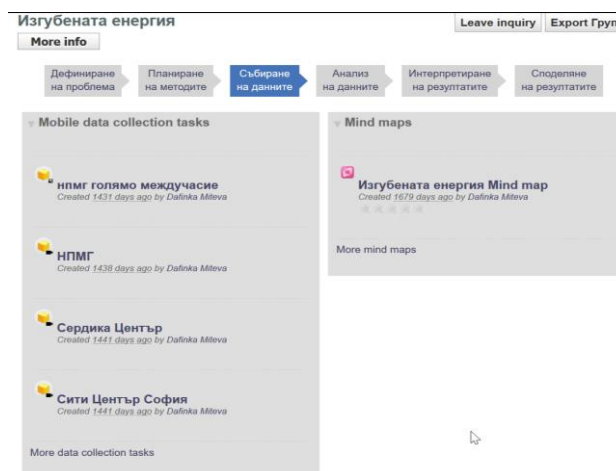 Изгубената енергия
Leave inquiry
Export Груп
More info
Дефиниране
на проблема
Планиране
на методите
Събиране
на данните
Анализ
на данните
Интерпретиране
на резултатите
Споделяне
на резултатите
Mobile data collection tasks
нпмг голямо междучасие
Created 1431 days ago by Dafinka Miteva
НПМГ
Created 1438 days ago by Dafinka Miteva
Сердика Център
Created 1441 days ago by Dafinka Miteva
Сити Център София
Created 1441 days ago by Dafinka Miteva
More data collection tasks
Mind maps
Изгубената енергия Mind map
Created 1679 days ago by Dafinka Miteva
More mind maps